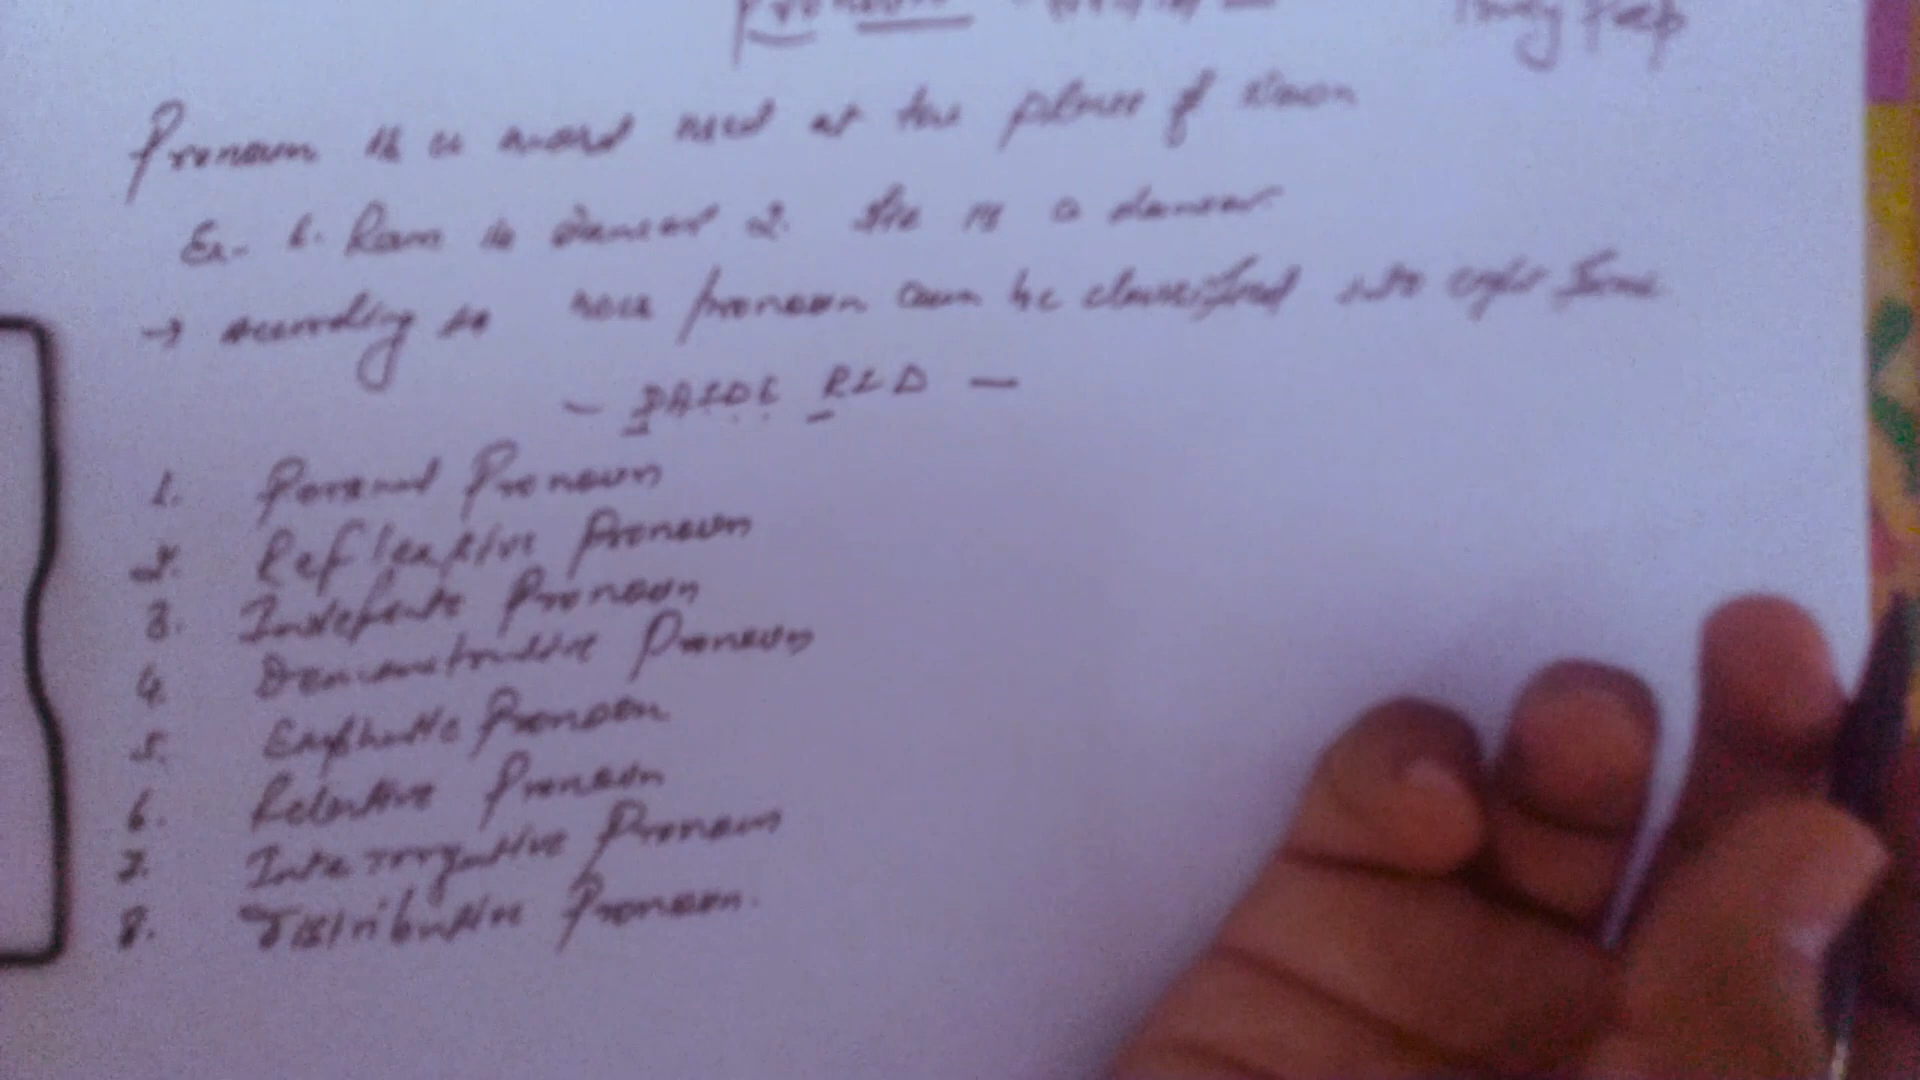 Pronoun
Pronoun is a word used at the place of Noun
Ex- 1. Ram is Dancer 2. He is a dancer
→ according to pronoun can be classified into eight
1. Personal Pronoun
2. Reflexive Pronoun
3. Indefinite Pronoun
4. Demonstrative Pronoun
5. Emphatic Pronoun
6. Relative Pronoun
7. Interrogative Pronoun
8. Distributive Pronoun.